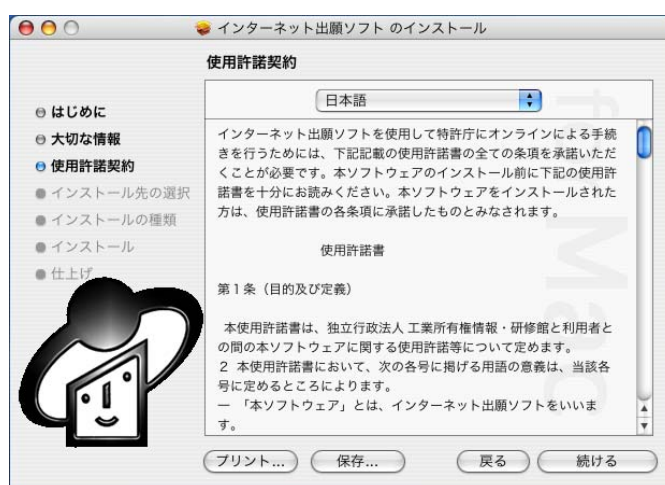 インターネット出願ソフト のインストール
使用許諾契約
はじめに
大切な情報
使用許諾契約
インストール先の選択
インストールの種類
インストール
仕上げ
日本語
インターネット出願ソフトを使用して特許庁にオンラインによる手続
きを行うためには、下記記載の使用許諾書の全ての条項を承諾いただ
くことが必要です。本ソフトウェアのインストール前に下記の使用許
諾書を十分にお読みください。本ソフトウェアをインストールされた
方は、使用許諾書の各条項に承諾したものとみなされます。
使用許諾書
第1条（目的及び定義）
本使用許諾書は、独立行政法人 工業所有権情報・研修館と利用者と
の間の本ソフトウェアに関する使用許諾等について定めます。
2 本使用許諾書において、次の各号に掲げる用語の意義は、当該各
号に定めるところによります。
一 「本ソフトウェア」とは、インターネット出願ソフトをいいま
す。
for Mac
プリント...
保存...
戻る
続ける